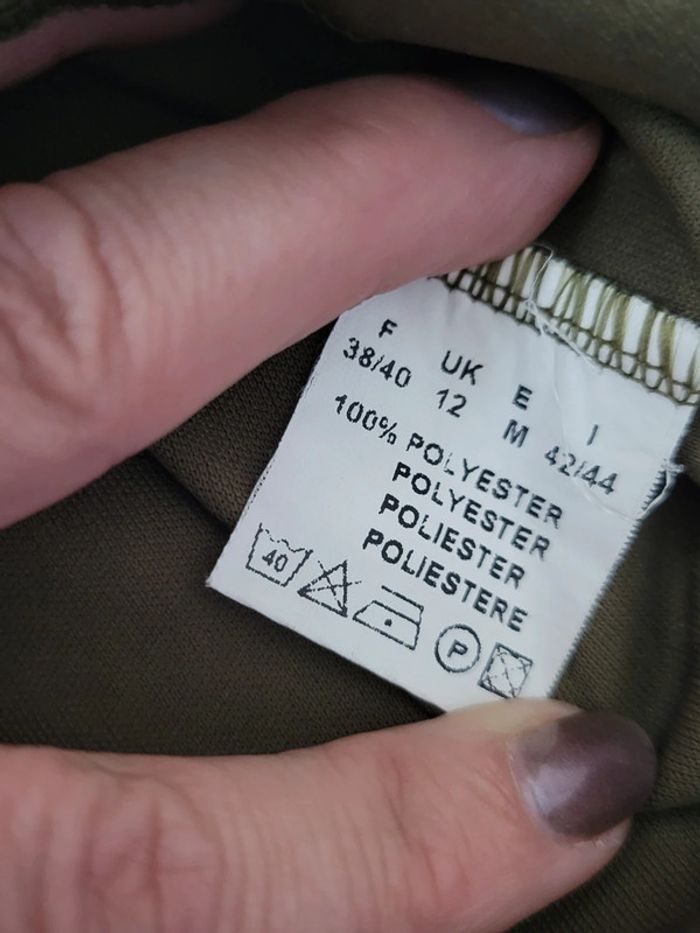 F UK E I
38/40 12 M 42/44
100% POLYESTER
POLYESTER
POLIESTER
POLIESTERE
40 P